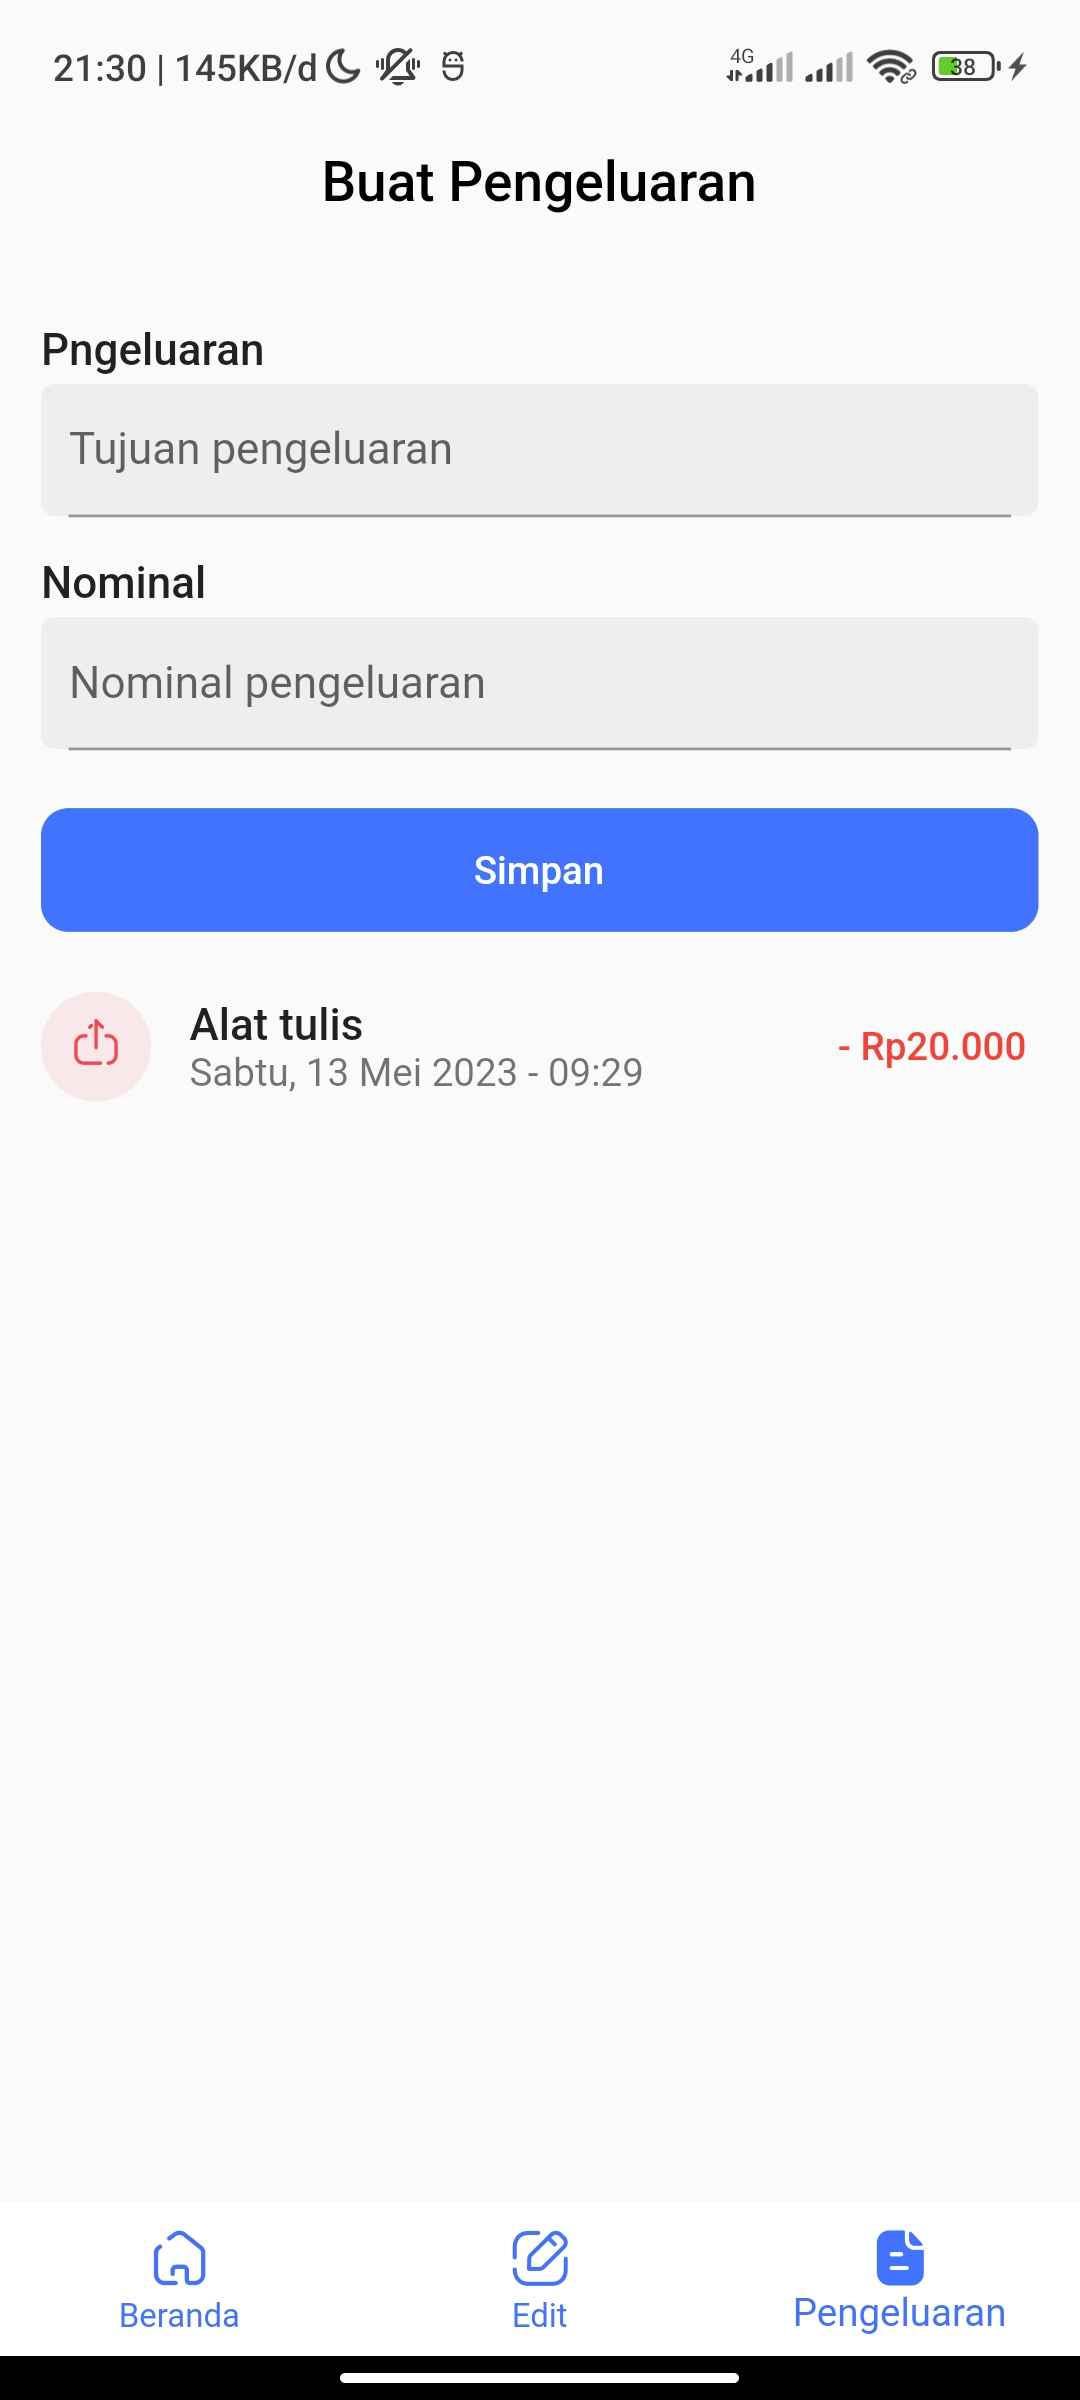 21:30 | 145KB/d
4G
38
Buat Pengeluaran
Pngeluaran
Tujuan pengeluaran
Nominal
Nominal pengeluaran
Simpan
Alat tulis
Sabtu, 13 Mei 2023 - 09:29
- Rp20.000
Beranda
Edit
Pengeluaran